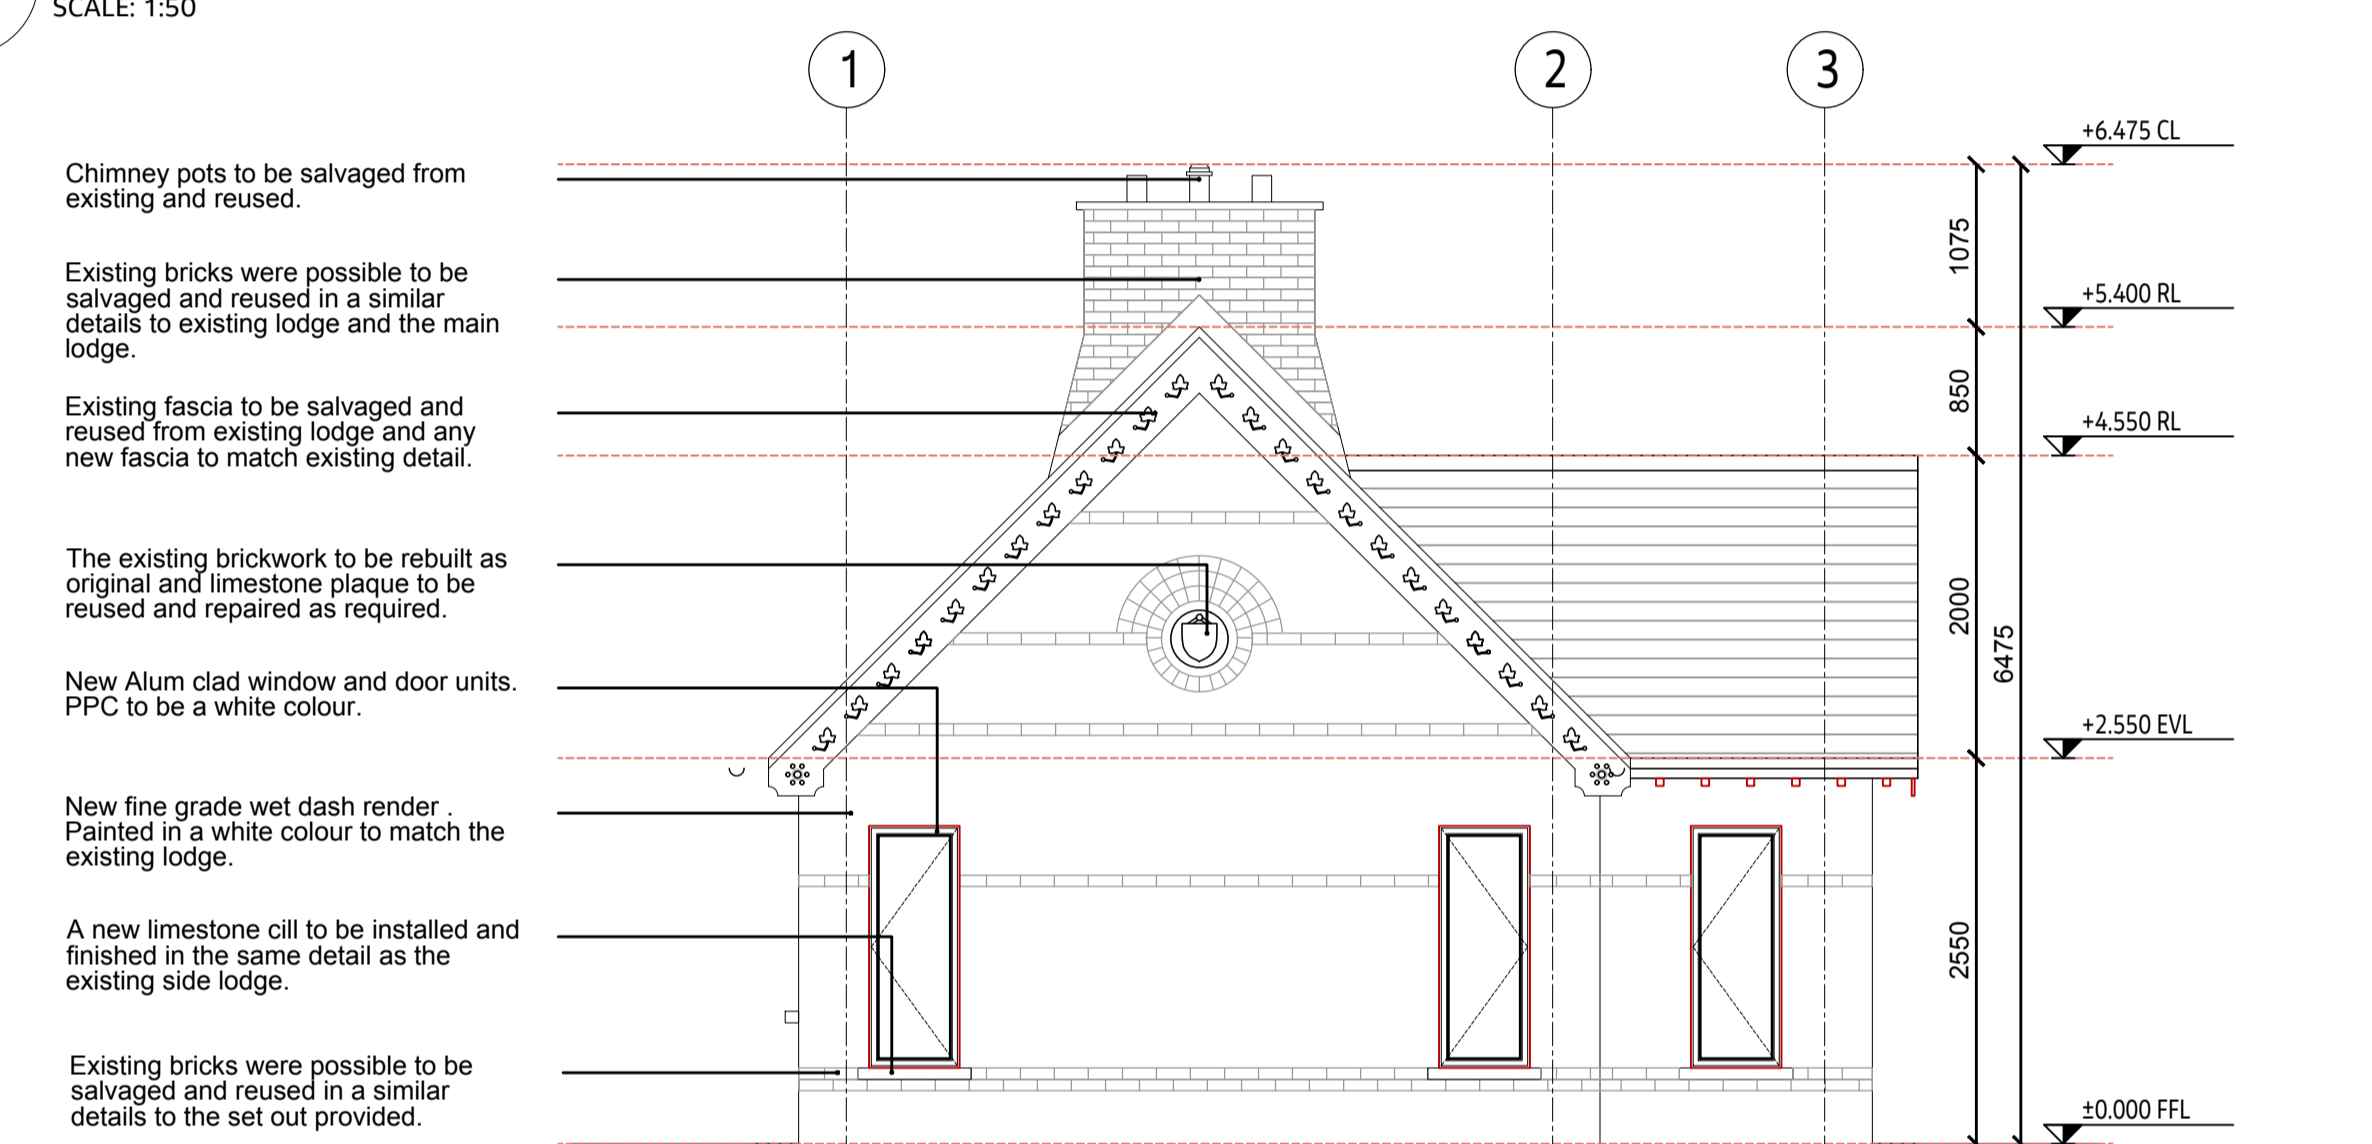 SCALE: 1:50
1
2
3
Chimney pots to be salvaged from
existing and reused.
Existing bricks were possible to be
salvaged and reused in a similar
details to existing lodge and the main
lodge.
Existing fascia to be salvaged and
reused from existing lodge and any
new fascia to match existing detail.
The existing brickwork to be rebuilt as
original and limestone plaque to be
reused and repaired as required.
New Alum clad window and door units.
PPC to be a white colour.
New fine grade wet dash render .
Painted in a white colour to match the
existing lodge.
A new limestone cill to be installed and
finished in the same detail as the
existing side lodge.
Existing bricks were possible to be
salvaged and reused in a similar
details to the set out provided.
1075
850
2000
2550
6475
+6.475 CL
+5.400 RL
+4.550 RL
+2.550 EVL
±0.000 FFL